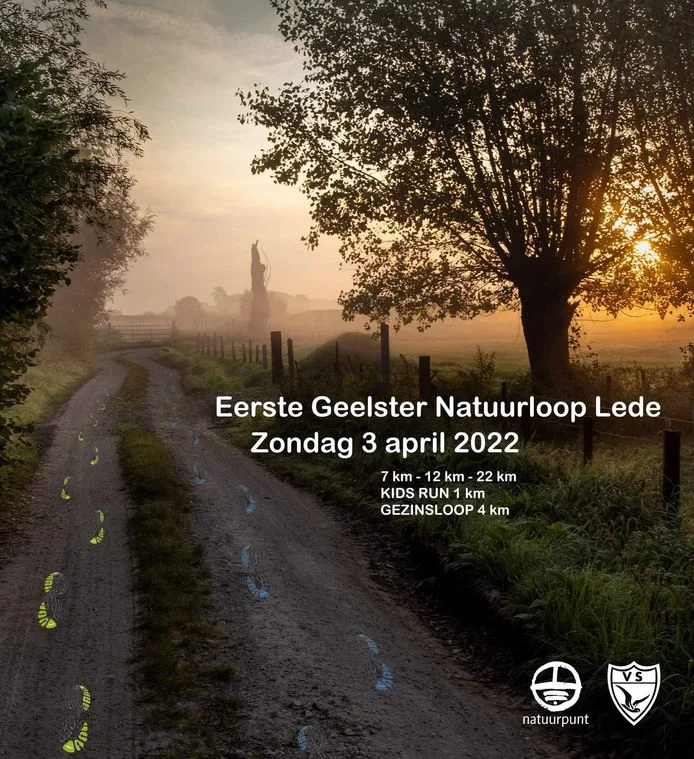 Eerste Geelster Natuurloop Lede
Zondag 3 april 2022
7 km - 12 km - 22 km
KIDS RUN 1 km
GEZINSLOOP 4 km
natuurpunt
V S